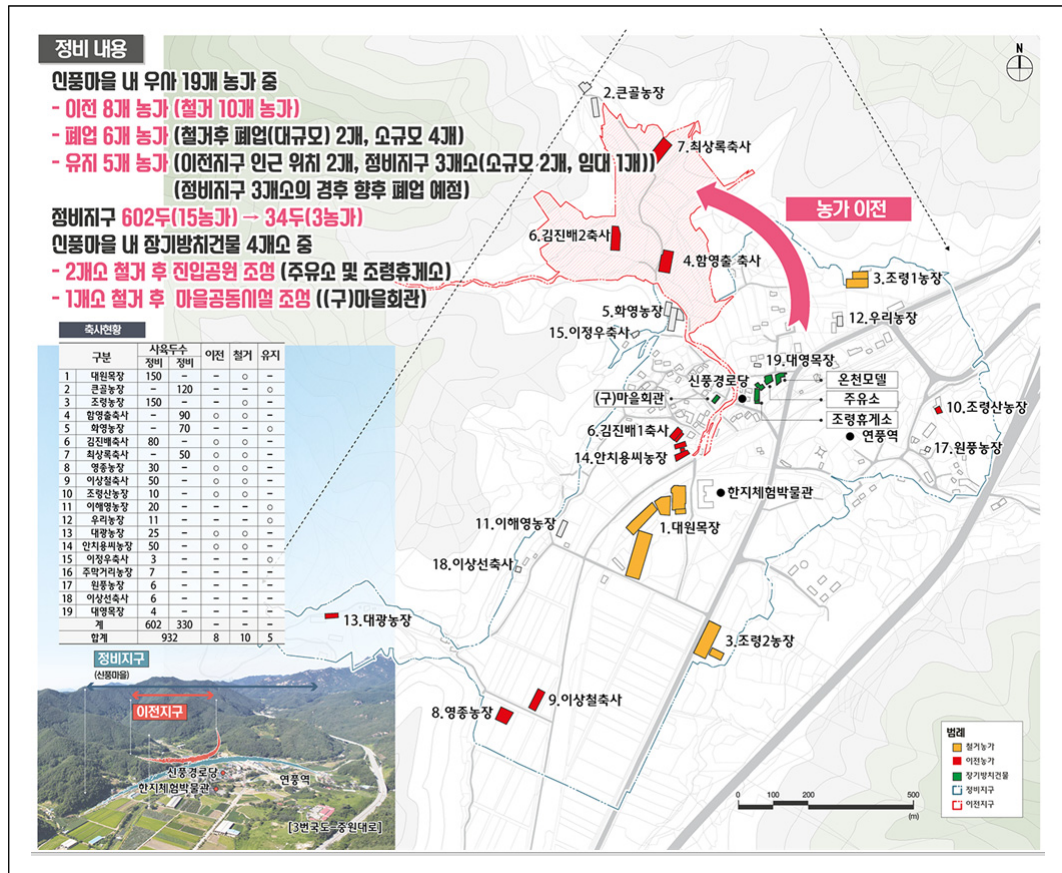 정비 내용
신풍마을 내 우사 19개 농가 중
- 이전 8개 농가 (철거 10개 농가)
- 폐업 6개 농가 (철거후 폐업(대규모) 2개, 소규모 4개)
- 유지 5개 농가 (이전지구 인근 위치 2개, 정비지구 3개소(소규모 2개, 임대 1개))
(정비지구 3개소의 경우 향후 폐업 예정)
정비지구 602두(15농가) → 34두(3농가)
신풍마을 내 장기방치건물 4개소 중
- 2개소 철거 후 진입공원 조성 (주유소 및 조령휴게소)
- 1개소 철거 후 마을공동시설 조성 ((구)마을회관)
축사현황
구분 사육두수 이전 철거 유지
정비 정비
1 대원목장 150 – – ○ –
2 큰골농장 – 120 – – ○
3 조령농장 150 – – ○ –
4 함영출축사 – 90 ○ ○ –
5 화영농장 – 70 – – ○
6 김진배축사 80 – ○ ○ –
7 최상록축사 – 50 ○ ○ –
8 영종농장 30 – ○ ○ –
9 이상철축사 50 – ○ ○ –
10 조령산농장 10 – ○ ○ –
11 이해영농장 20 – – – ○
12 우리농장 11 – – – ○
13 대광농장 25 – ○ ○ –
14 안치용씨농장 50 – ○ ○ –
15 이정우축사 3 – – – ○
16 주막거리농장 7 – – – –
17 원풍농장 6 – – – –
18 이상선축사 6 – – – –
19 대영목장 4 – – – –
계 602 330 – – –
합계 932 8 10 5
정비지구
(신풍마을)
이전지구
신풍경로당
한지체험박물관
연풍역
[3번국도-중원대로]
N
2.큰골농장
7.최상록축사
농가 이전
6.김진배2축사
4.함영출 축사
3.조령1농장
5.화영농장
12.우리농장
15.이정우축사
19.대영목장
신풍경로당
온천모델
(구)마을회관
주유소
조령휴게소
10.조령산농장
6.김진배1축사
연풍역
17.원풍농장
14.안치용씨농장
한지체험박물관
1.대원목장
11.이해영농장
18.이상선축사
13.대광농장
3.조령2농장
9.이상철축사
8.영종농장
범례
철거농가
이전농가
장기방치건물
정비지구
이전지구
0 100 200 500
(m)